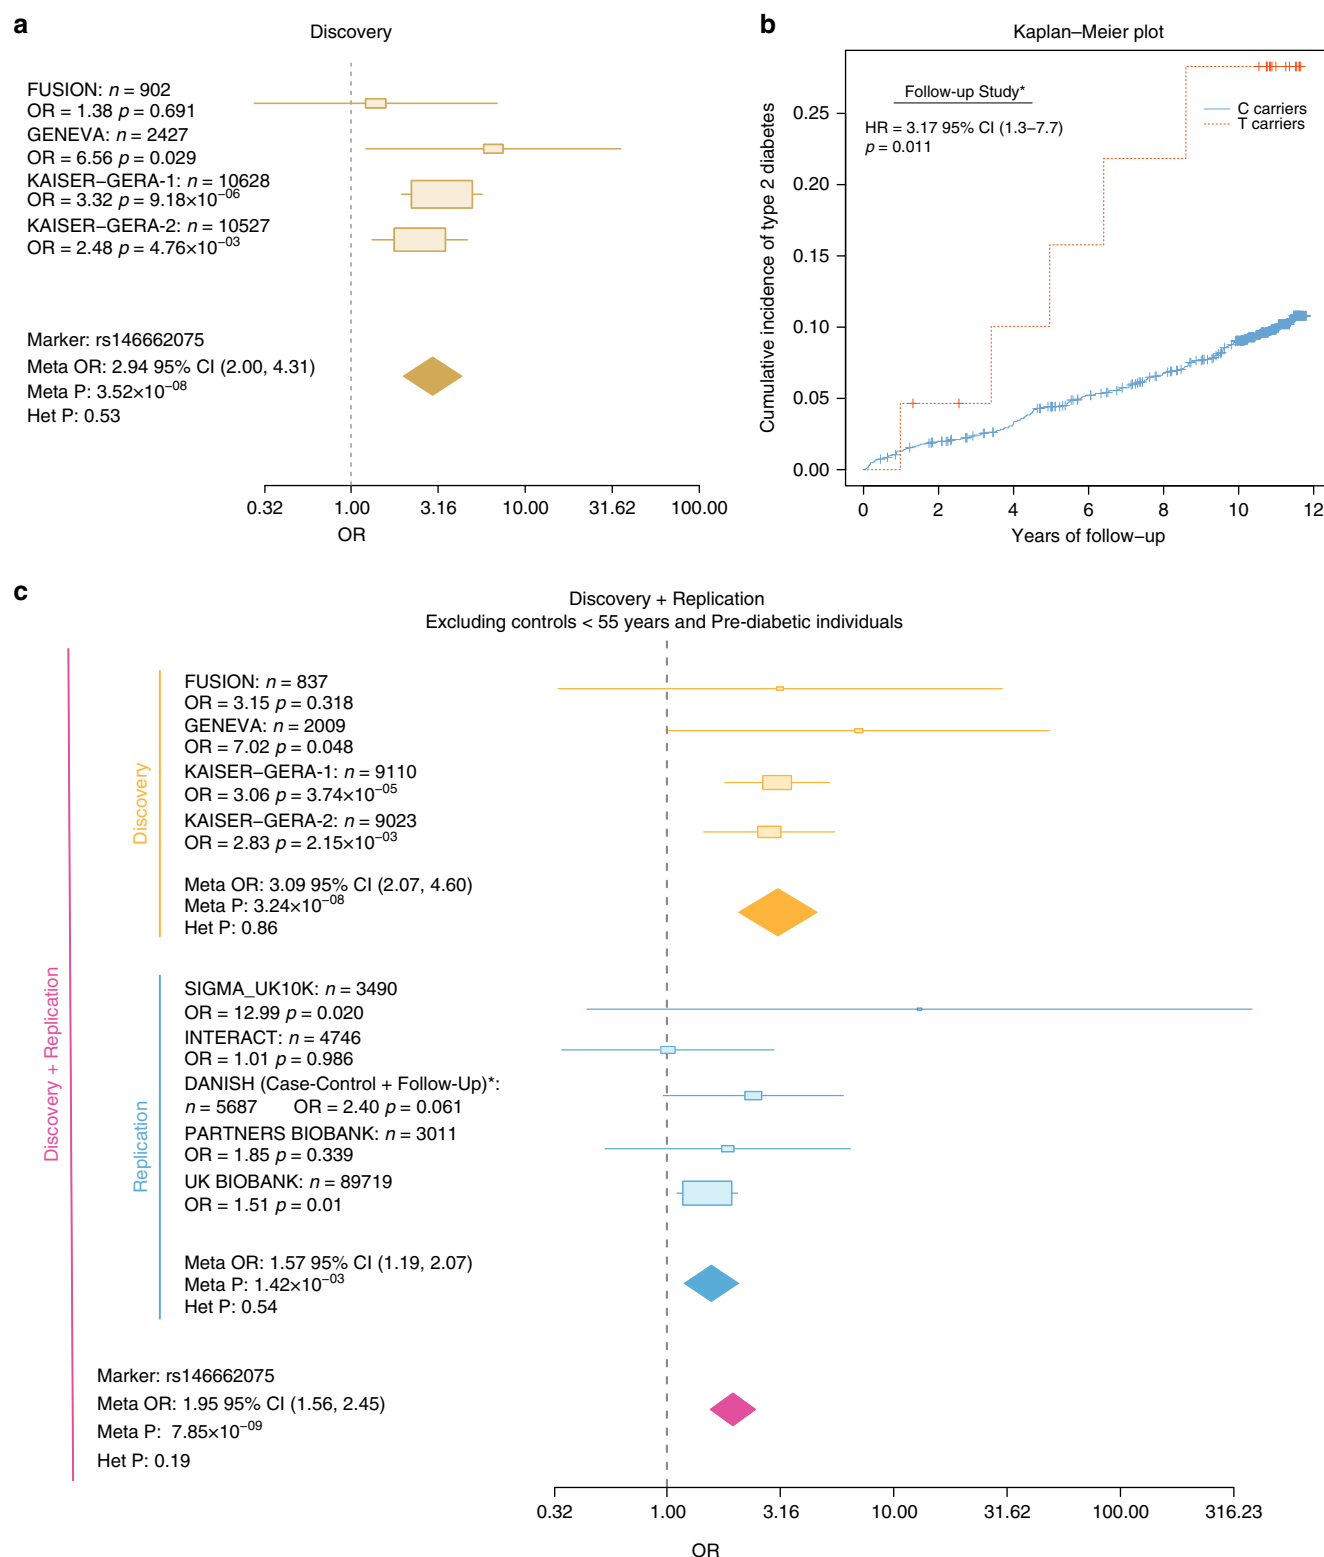 a
Discovery
FUSION: n = 902
OR = 1.38 p = 0.691
GENEVA: n = 2427
OR = 6.56 p = 0.029
KAISER–GERA-1: n = 10628
OR = 3.32 p = 9.18×10−06
KAISER–GERA-2: n = 10527
OR = 2.48 p = 4.76×10−03
Marker: rs146662075
Meta OR: 2.94 95% CI (2.00, 4.31)
Meta P: 3.52×10−08
Het P: 0.53
0.32 1.00 3.16 10.00 31.62 100.00
OR
b
Kaplan–Meier plot
Follow-up Study*
HR = 3.17 95% CI (1.3–7.7)
p = 0.011
C carriers
T carriers
Cumulative incidence of type 2 diabetes
0.25
0.20
0.15
0.10
0.05
0.00
0 2 4 6 8 10 12
Years of follow–up
c
Discovery + Replication
Excluding controls < 55 years and Pre-diabetic individuals
Discovery + Replication
Discovery
FUSION: n = 837
OR = 3.15 p = 0.318
GENEVA: n = 2009
OR = 7.02 p = 0.048
KAISER–GERA-1: n = 9110
OR = 3.06 p = 3.74×10−05
KAISER–GERA-2: n = 9023
OR = 2.83 p = 2.15×10−03
Meta OR: 3.09 95% CI (2.07, 4.60)
Meta P: 3.24×10−08
Het P: 0.86
Replication
SIGMA_UK10K: n = 3490
OR = 12.99 p = 0.020
INTERACT: n = 4746
OR = 1.01 p = 0.986
DANISH (Case-Control + Follow-Up)*:
n = 5687 OR = 2.40 p = 0.061
PARTNERS BIOBANK: n = 3011
OR = 1.85 p = 0.339
UK BIOBANK: n = 89719
OR = 1.51 p = 0.01
Meta OR: 1.57 95% CI (1.19, 2.07)
Meta P: 1.42×10−03
Het P: 0.54
Marker: rs146662075
Meta OR: 1.95 95% CI (1.56, 2.45)
Meta P: 7.85×10−09
Het P: 0.19
0.32 1.00 3.16 10.00 31.62 100.00 316.23
OR